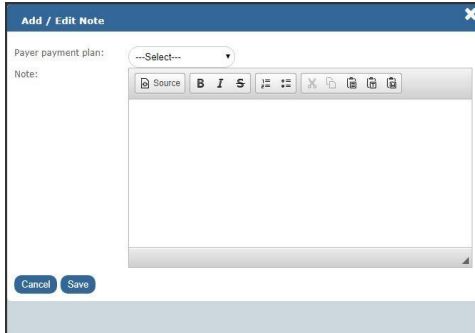 Add / Edit Note
Payer payment plan: ---Select---
Note:
Source B I S
Cancel Save